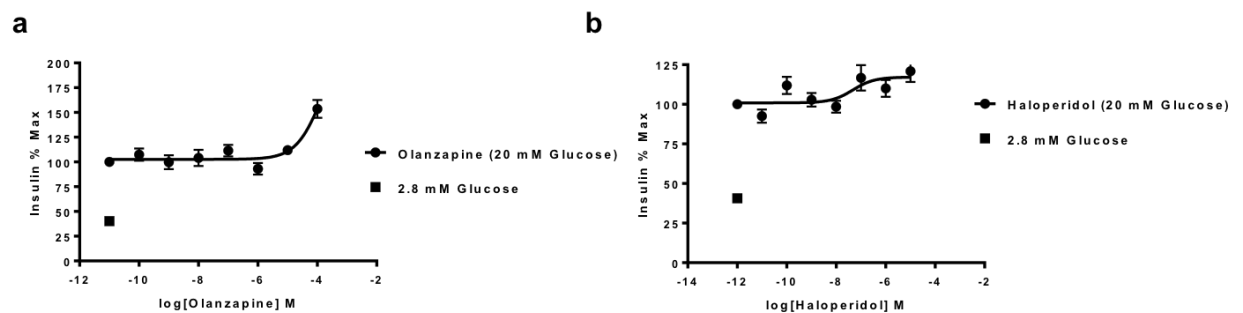 a
200
175
150
125
100
75
50
25
0
Insulin % Max
-12
-10
-8
-6
-4
-2
log[Olanzapine] M
Olanzapine (20 mM Glucose)
2.8 mM Glucose
b
125
100
75
50
25
0
Insulin % Max
-14
-12
-10
-8
-6
-4
-2
log[Haloperidol] M
Haloperidol (20 mM Glucose)
2.8 mM Glucose